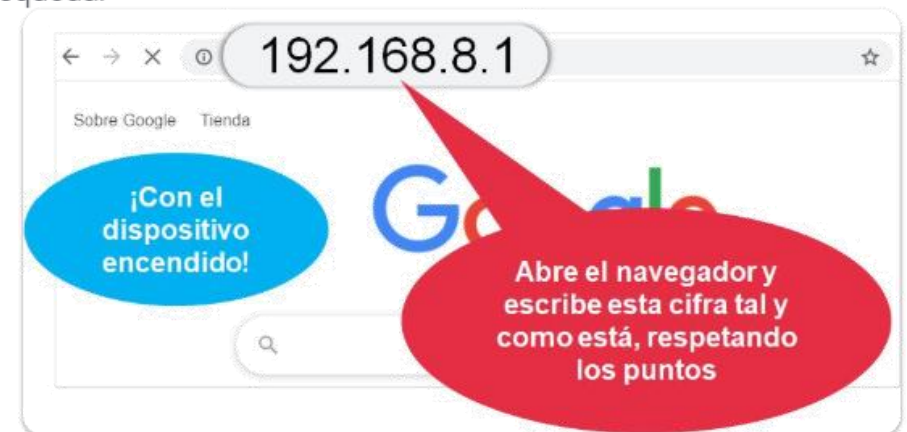 192.168.8.1
Sobre Google Tienda
¡Con el
dispositivo
encendido!
Abre el navegador y
escribe esta cifra tal y
como está, respetando
los puntos